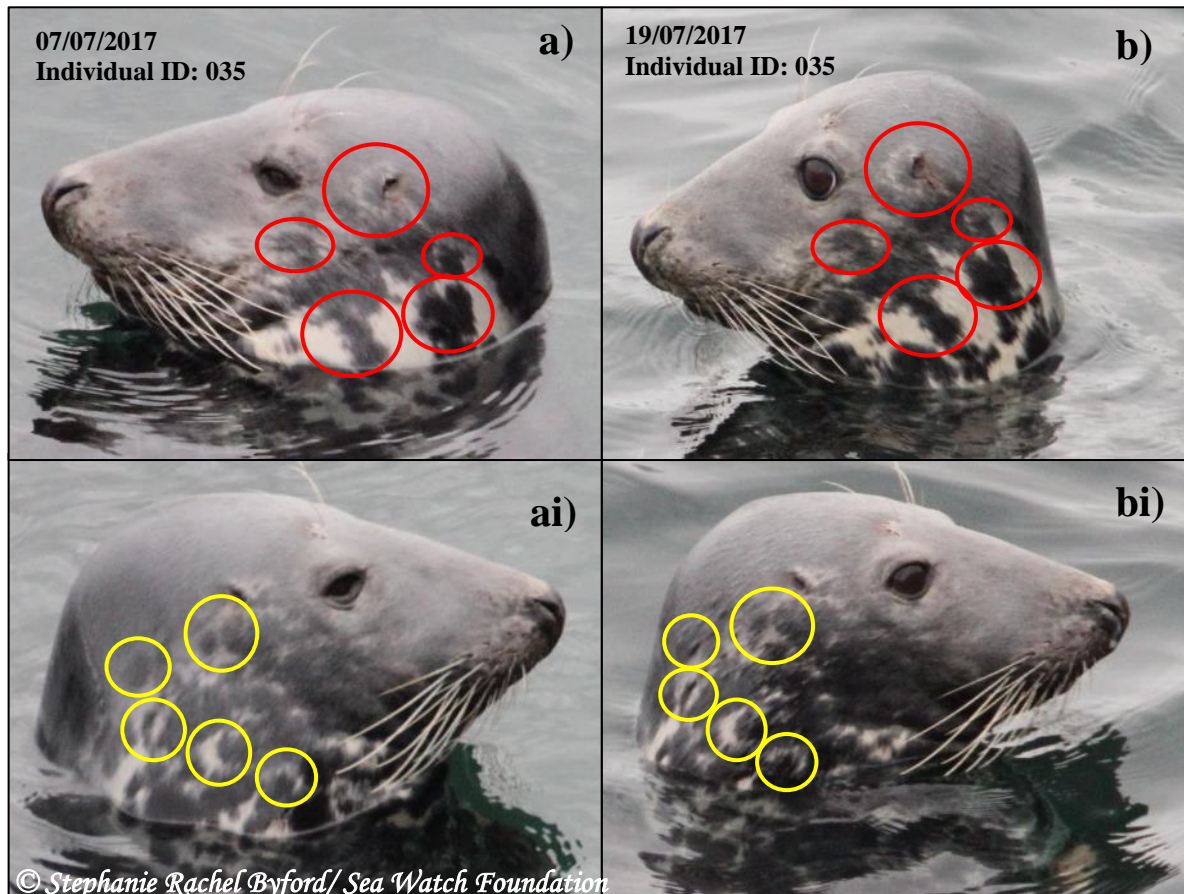 07/07/2017
Individual ID: 035
a)
19/07/2017
Individual ID: 035
b)
ai)
bi)
© Stephanie Rachel Byford/ Sea Watch Foundation